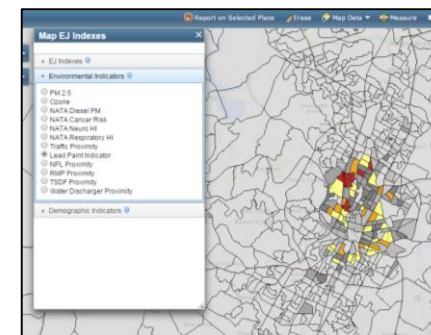 Report on Selected Place Erase Map Data Measure
Map EJ Indexes
EJ Indexes
Environmental Indicators
PM 2.5
Ozone
NATA Diesel PM
NATA Cancer Risk
NATA Neuro HI
NATA Respiratory HI
Traffic Proximity
Lead Paint Indicator
NPL Proximity
RMP Proximity
TSDF Proximity
Water Discharger Proximity
Demographic Indicators